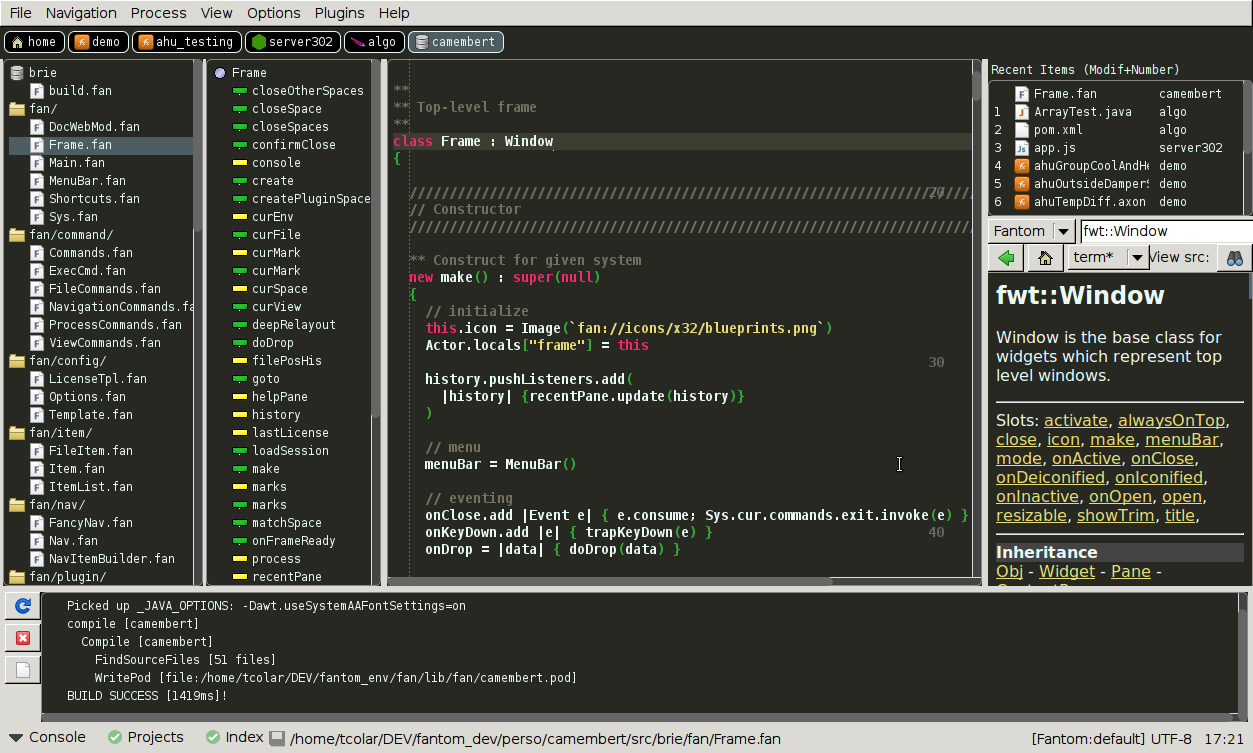 File Navigation Process View Options Plugins Help
home demo ahu_testing server302 algo camembert
brie
build.fan
fan/
DocWebMod.fan
Frame.fan
Main.fan
MenuBar.fan
Shortcuts.fan
Sys.fan
fan/command/
Commands.fan
ExecCmd.fan
FileCommands.fan
NavigationCommands.fa
ProcessCommands.fan
ViewCommands.fan
fan/config/
LicenseTpl.fan
Options.fan
Template.fan
fan/item/
FileItem.fan
Item.fan
ItemList.fan
fan/nav/
FancyNav.fan
Nav.fan
NavItemBuilder.fan
fan/plugin/
Frame
closeOtherSpaces
closeSpace
closeSpaces
confirmClose
console
create
createPluginSpace
curEnv
curFile
curMark
curMark
curSpace
curView
deepRelayout
doDrop
filePosHis
goto
helpPane
history
lastLicense
loadSession
make
marks
marks
matchSpace
onFrameReady
process
recentPane
**
** Top-level frame
**
class Frame : Window
{
//////////////////////////////////////////////////////////////////////
20
// Constructor
//////////////////////////////////////////////////////////////////////
** Construct for given system
new make() : super(null)
{
// initialize
this.icon = Image(`fan://icons/x32/blueprints.png`)
Actor.locals["frame"] = this
30
history.pushListeners.add(
|history| {recentPane.update(history)}
)
// menu
menuBar = MenuBar()
// eventing
onClose.add |Event e| { e.consume; Sys.cur.commands.exit.invoke(e) }
onKeyDown.add |e| { trapKeyDown(e) } 40
onDrop = |data| { doDrop(data) }
Recent Items (Modif+Number)
Frame.fan camembert
1 ArrayTest.java algo
2 pom.xml algo
3 app.js server302
4 ahuGroupCoolAndHe demo
5 ahuOutsideDamperS demo
6 ahuTempDiff.axon demo
Fantom fwt::Window
term* View src:
fwt::Window
Window is the base class for
widgets which represent top
level windows.
Slots: activate, alwaysOnTop,
close, icon, make, menuBar,
mode, onActive, onClose,
onDeiconified, onIconified,
onInactive, onOpen, open,
resizable, showTrim, title,
Inheritance
Obj - Widget - Pane -
Picked up _JAVA_OPTIONS: -Dawt.useSystemAAFontSettings=on
compile [camembert]
Compile [camembert]
FindSourceFiles [51 files]
WritePod [file:/home/tcolar/DEV/fantom_env/fan/lib/fan/camembert.pod]
BUILD SUCCESS [1419ms]!
Console Projects Index /home/tcolar/DEV/fantom_dev/perso/camembert/src/brie/fan/Frame.fan [Fantom:default] UTF-8 17:21